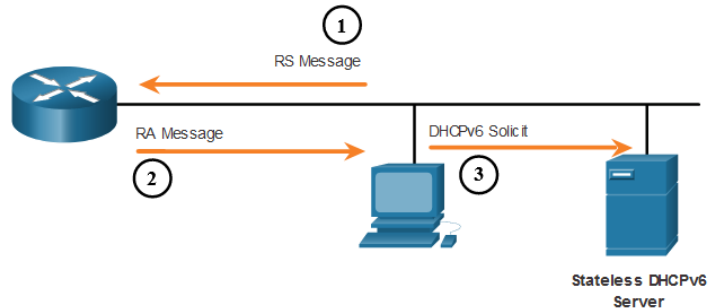 1
RS Message
RA Message
2
DHCPv6 Solicit
3
Stateless DHCPv6
Server